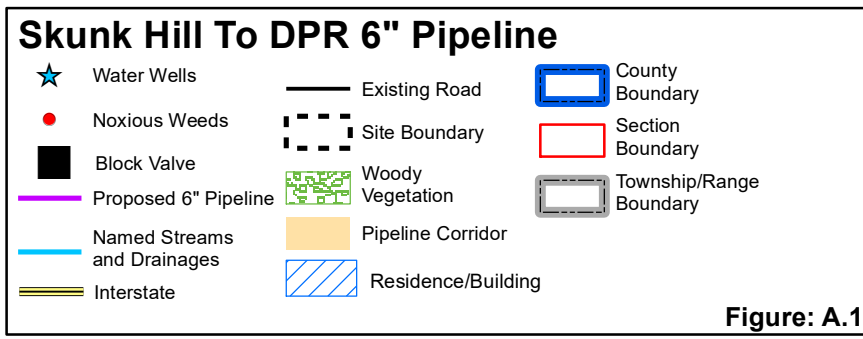 Skunk Hill To DPR 6" Pipeline
Water Wells
Noxious Weeds
Block Valve
Proposed 6" Pipeline
Named Streams
and Drainages
Interstate
Existing Road
Site Boundary
Woody
Vegetation
Pipeline Corridor
Residence/Building
County
Boundary
Section
Boundary
Township/Range
Boundary
Figure: A.1